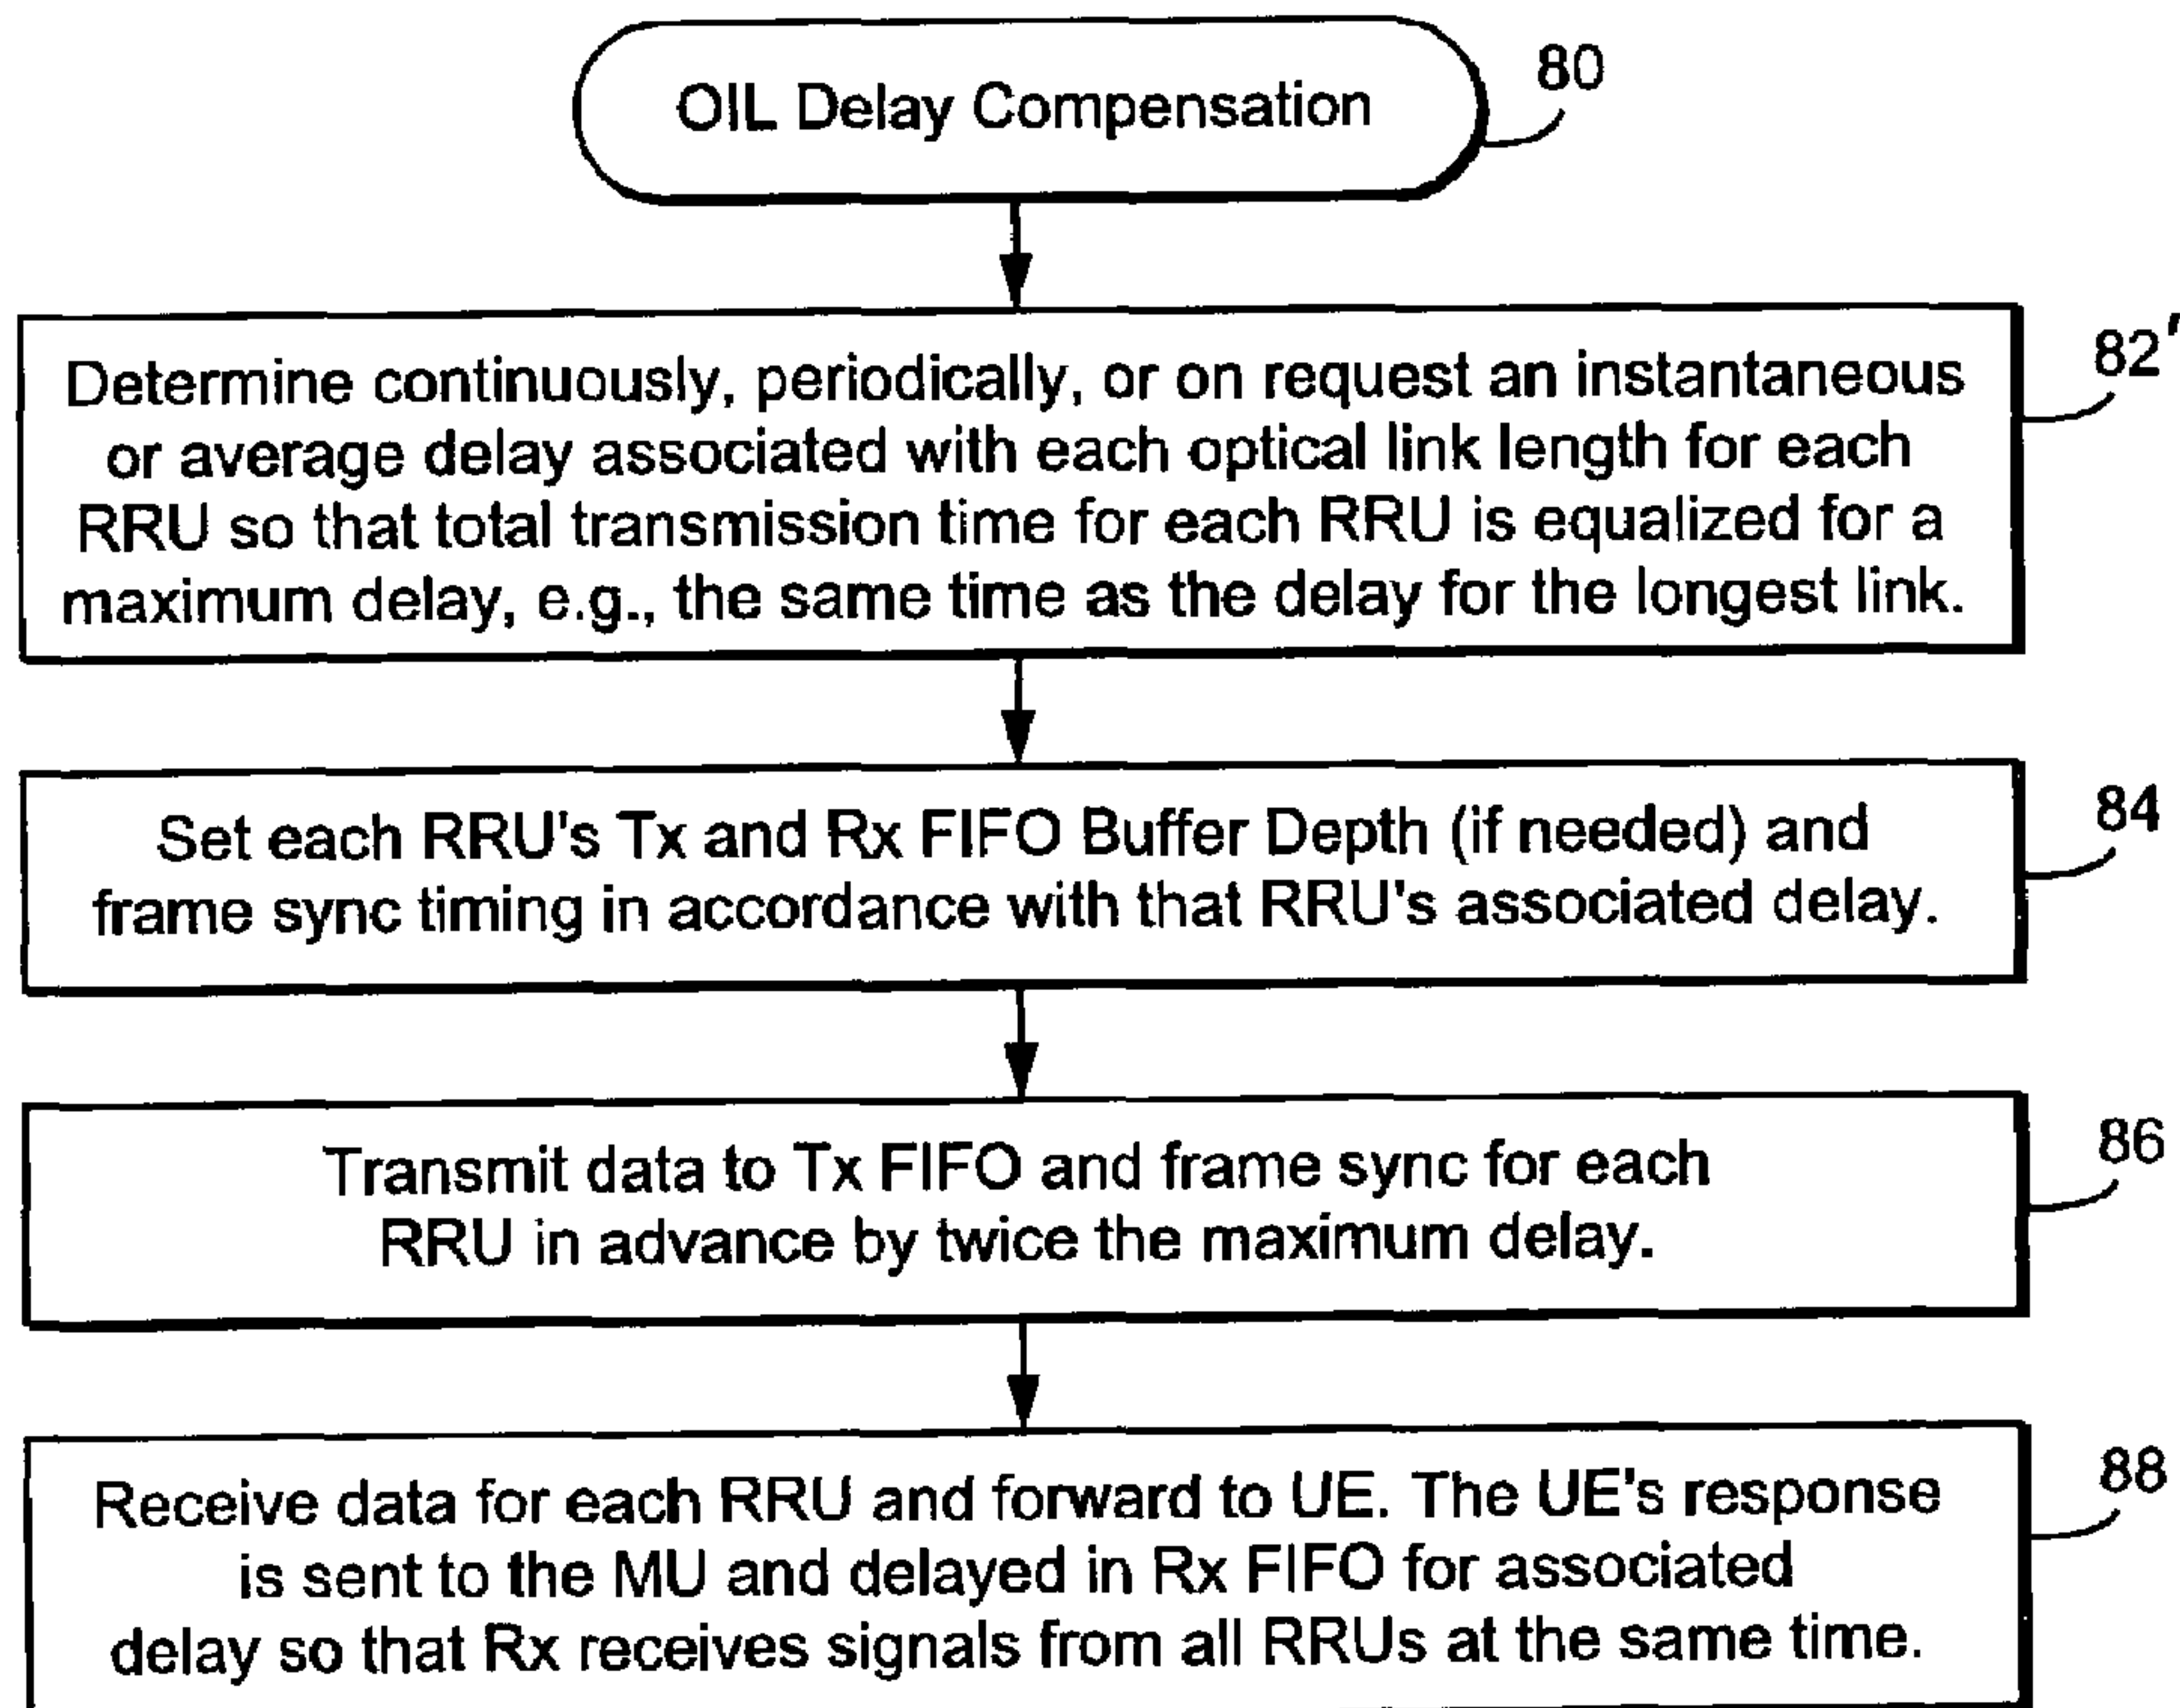 OIL Delay Compensation
80
Determine continuously, periodically, or on request an instantaneous
or average delay associated with each optical link length for each
RRU so that total transmission time for each RRU is equalized for a
maximum delay, e.g., the same time as the delay for the longest link.
82'
Set each RRU's Tx and Rx FIFO Buffer Depth (if needed) and
frame sync timing in accordance with that RRU's associated delay.
84
Transmit data to Tx FIFO and frame sync for each
RRU in advance by twice the maximum delay.
86
Receive data for each RRU and forward to UE. The UE's response
is sent to the MU and delayed in Rx FIFO for associated
delay so that Rx receives signals from all RRUs at the same time.
88